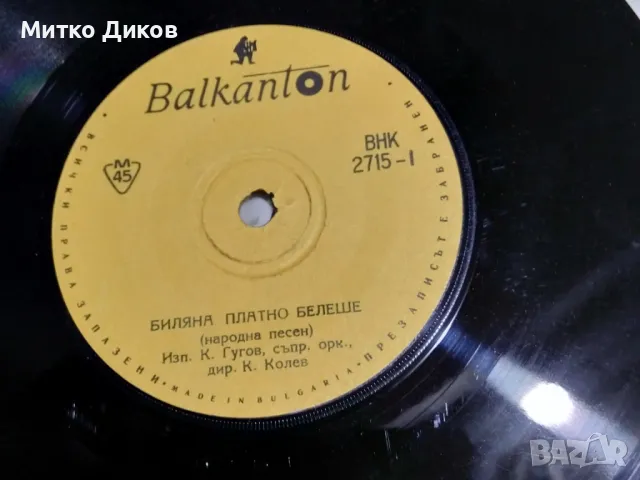 Митко Диков
Balkanton
ВНК
2715-I
M
45
БИЛЯНА ПЛАТНО БЕЛЕШЕ
(народна песен)
Изп. К. Гугов, съпр. орк.,
дир. К. Колев
• ВСИЧКИ ПРАВА ЗАПАЗЕНИ • MADE IN BULGARIA • ПРЕЗАПИСЪТ Е ЗАБРАНЕН •
BAZAR